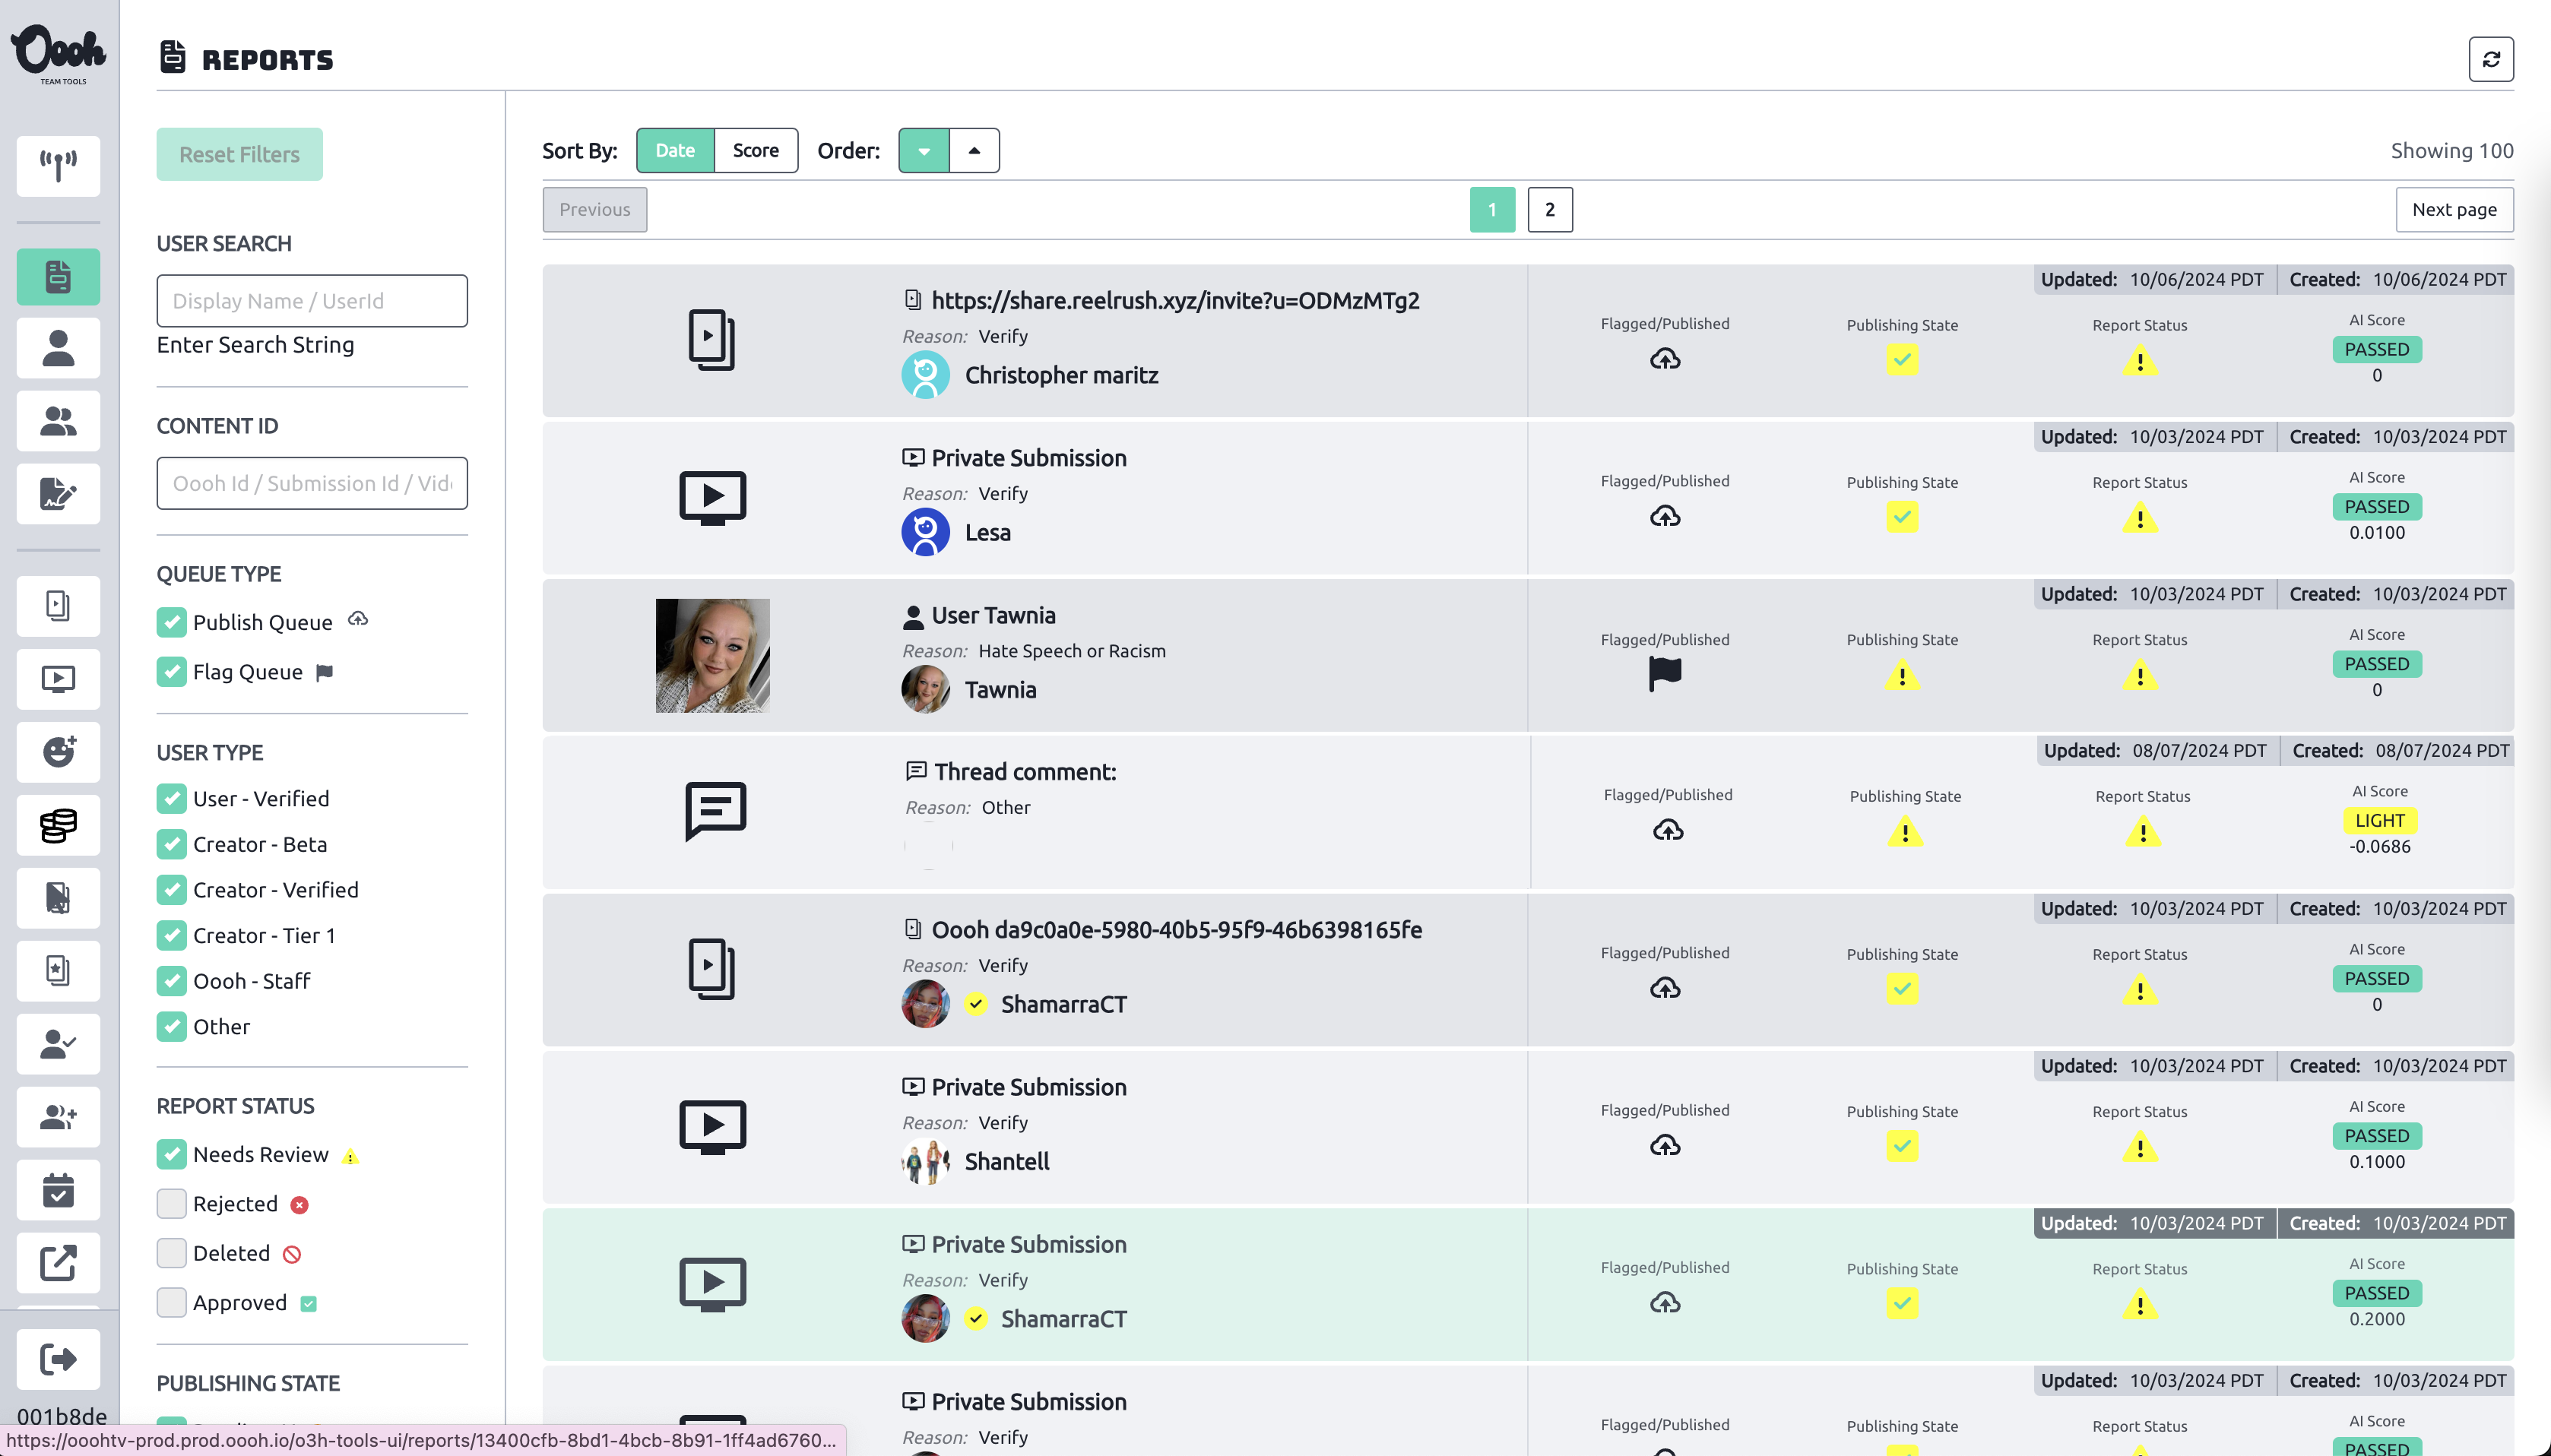 Oooh
TEAM TOOLS
REPORTS
Reset Filters
USER SEARCH
Display Name / UserId
Enter Search String
CONTENT ID
Oooh Id / Submission Id / Vid
QUEUE TYPE
Publish Queue
Flag Queue
USER TYPE
User - Verified
Creator - Beta
Creator - Verified
Creator - Tier 1
Oooh - Staff
Other
REPORT STATUS
Needs Review
Rejected
Deleted
Approved
PUBLISHING STATE
001b8de
https://ooohtv-prod.prod.oooh.io/o3h-tools-ui/reports/13400cfb-8bd1-4bcb-8b91-1ff4ad6760...
Sort By: Date Score Order:
Showing 100
Previous 1 2 Next page
Updated: 10/06/2024 PDT Created: 10/06/2024 PDT
https://share.reelrush.xyz/invite?u=ODMzMTg2
Reason: Verify
Christopher maritz
Flagged/Published Publishing State Report Status AI Score
PASSED
0
Updated: 10/03/2024 PDT Created: 10/03/2024 PDT
Private Submission
Reason: Verify
Lesa
Flagged/Published Publishing State Report Status AI Score
PASSED
0.0100
Updated: 10/03/2024 PDT Created: 10/03/2024 PDT
User Tawnia
Reason: Hate Speech or Racism
Tawnia
Flagged/Published Publishing State Report Status AI Score
PASSED
0
Updated: 08/07/2024 PDT Created: 08/07/2024 PDT
Thread comment:
Reason: Other
Flagged/Published Publishing State Report Status AI Score
LIGHT
-0.0686
Updated: 10/03/2024 PDT Created: 10/03/2024 PDT
Oooh da9c0a0e-5980-40b5-95f9-46b6398165fe
Reason: Verify
ShamarraCT
Flagged/Published Publishing State Report Status AI Score
PASSED
0
Updated: 10/03/2024 PDT Created: 10/03/2024 PDT
Private Submission
Reason: Verify
Shantell
Flagged/Published Publishing State Report Status AI Score
PASSED
0.1000
Updated: 10/03/2024 PDT Created: 10/03/2024 PDT
Private Submission
Reason: Verify
ShamarraCT
Flagged/Published Publishing State Report Status AI Score
PASSED
0.2000
Updated: 10/03/2024 PDT Created: 10/03/2024 PDT
Private Submission
Reason: Verify
Flagged/Published Publishing State Report Status AI Score
PASSED